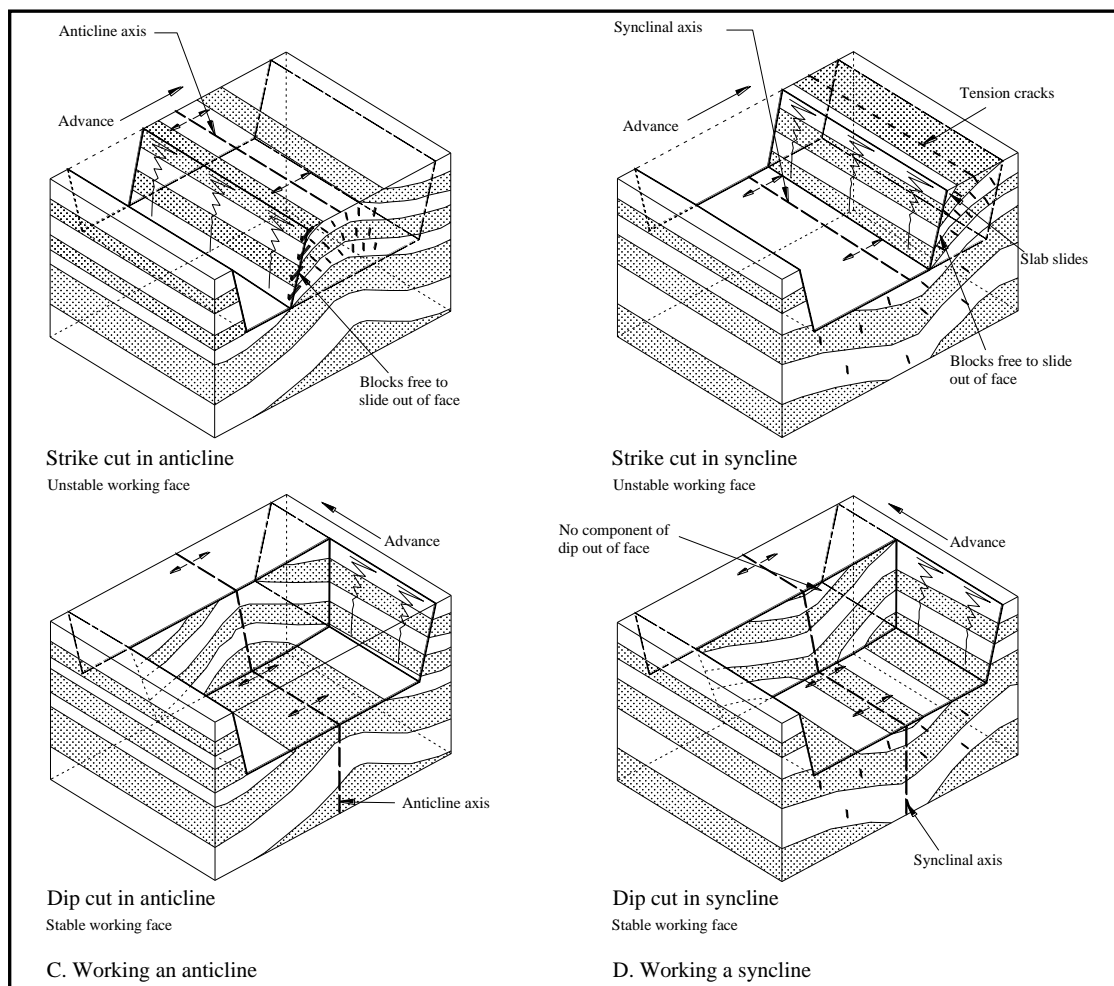 Anticline axis
Advance
Blocks free to
slide out of face
Strike cut in anticline
Unstable working face
Synclinal axis
Tension cracks
Advance
Slab slides
Blocks free to slide
out of face
Strike cut in syncline
Unstable working face
Advance
Anticline axis
Dip cut in anticline
Stable working face
C. Working an anticline
No component of
dip out of face
Advance
Synclinal axis
Dip cut in syncline
Stable working face
D. Working a syncline